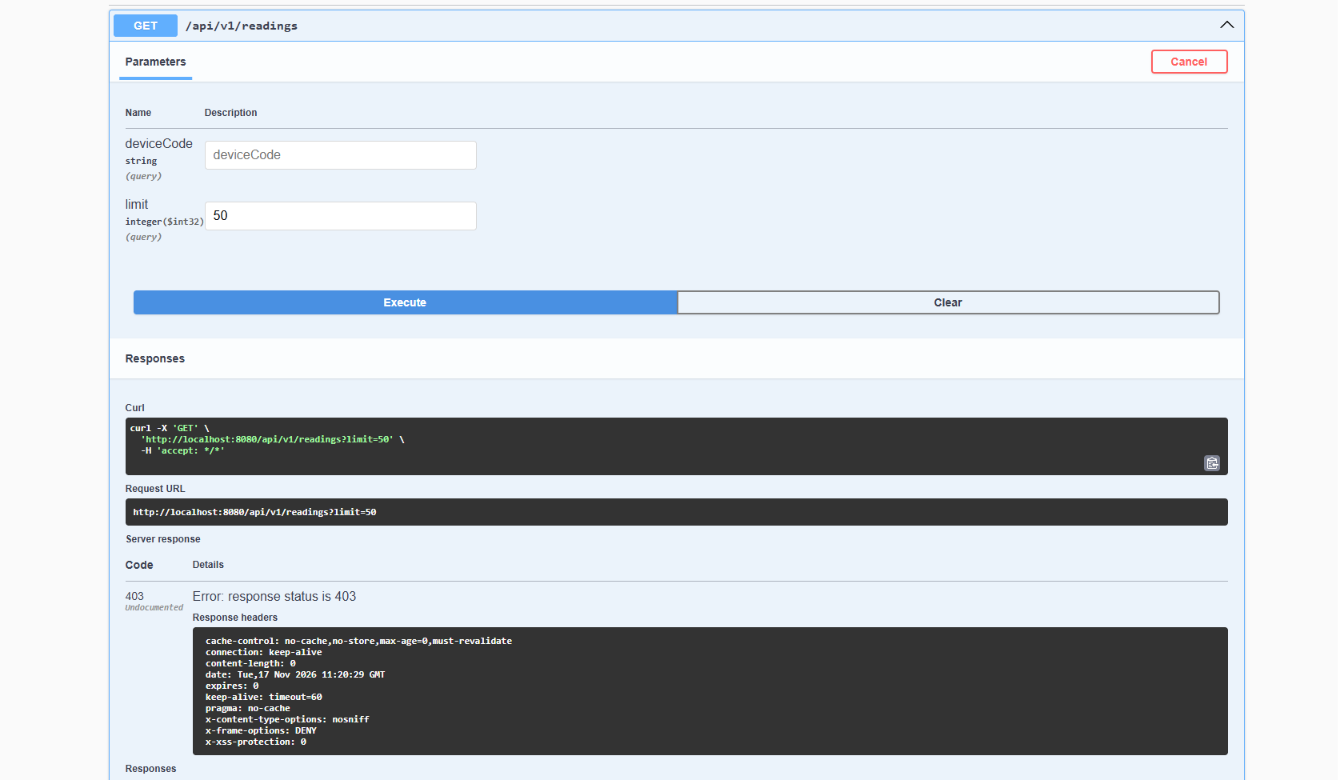 GET /api/v1/readings
Parameters
Cancel
Name Description
deviceCode
string
(query)
deviceCode
limit
integer($int32)
(query)
50
Execute Clear
Responses
Curl
curl -X 'GET' \
'http://localhost:8080/api/v1/readings?limit=50' \
-H 'accept: */*'
Request URL
http://localhost:8080/api/v1/readings?limit=50
Server response
Code Details
403
Undocumented
Error: response status is 403
Response headers
cache-control: no-cache,no-store,max-age=0,must-revalidate
connection: keep-alive
content-length: 0
date: Tue,17 Nov 2026 11:20:29 GMT
expires: 0
keep-alive: timeout=60
pragma: no-cache
x-content-type-options: nosniff
x-frame-options: DENY
x-xss-protection: 0
Responses